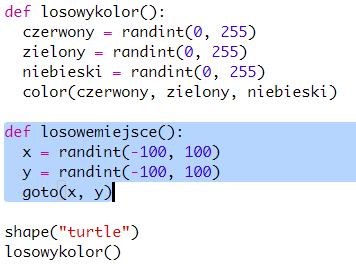 def losowykolor():
  czerwony = randint(0, 255)
  zielony = randint(0, 255)
  niebieski = randint(0, 255)
  color(czerwony, zielony, niebieski)

def losowemiejsce():
  x = randint(-100, 100)
  y = randint(-100, 100)
  goto(x, y)

shape("turtle")
losowykolor()